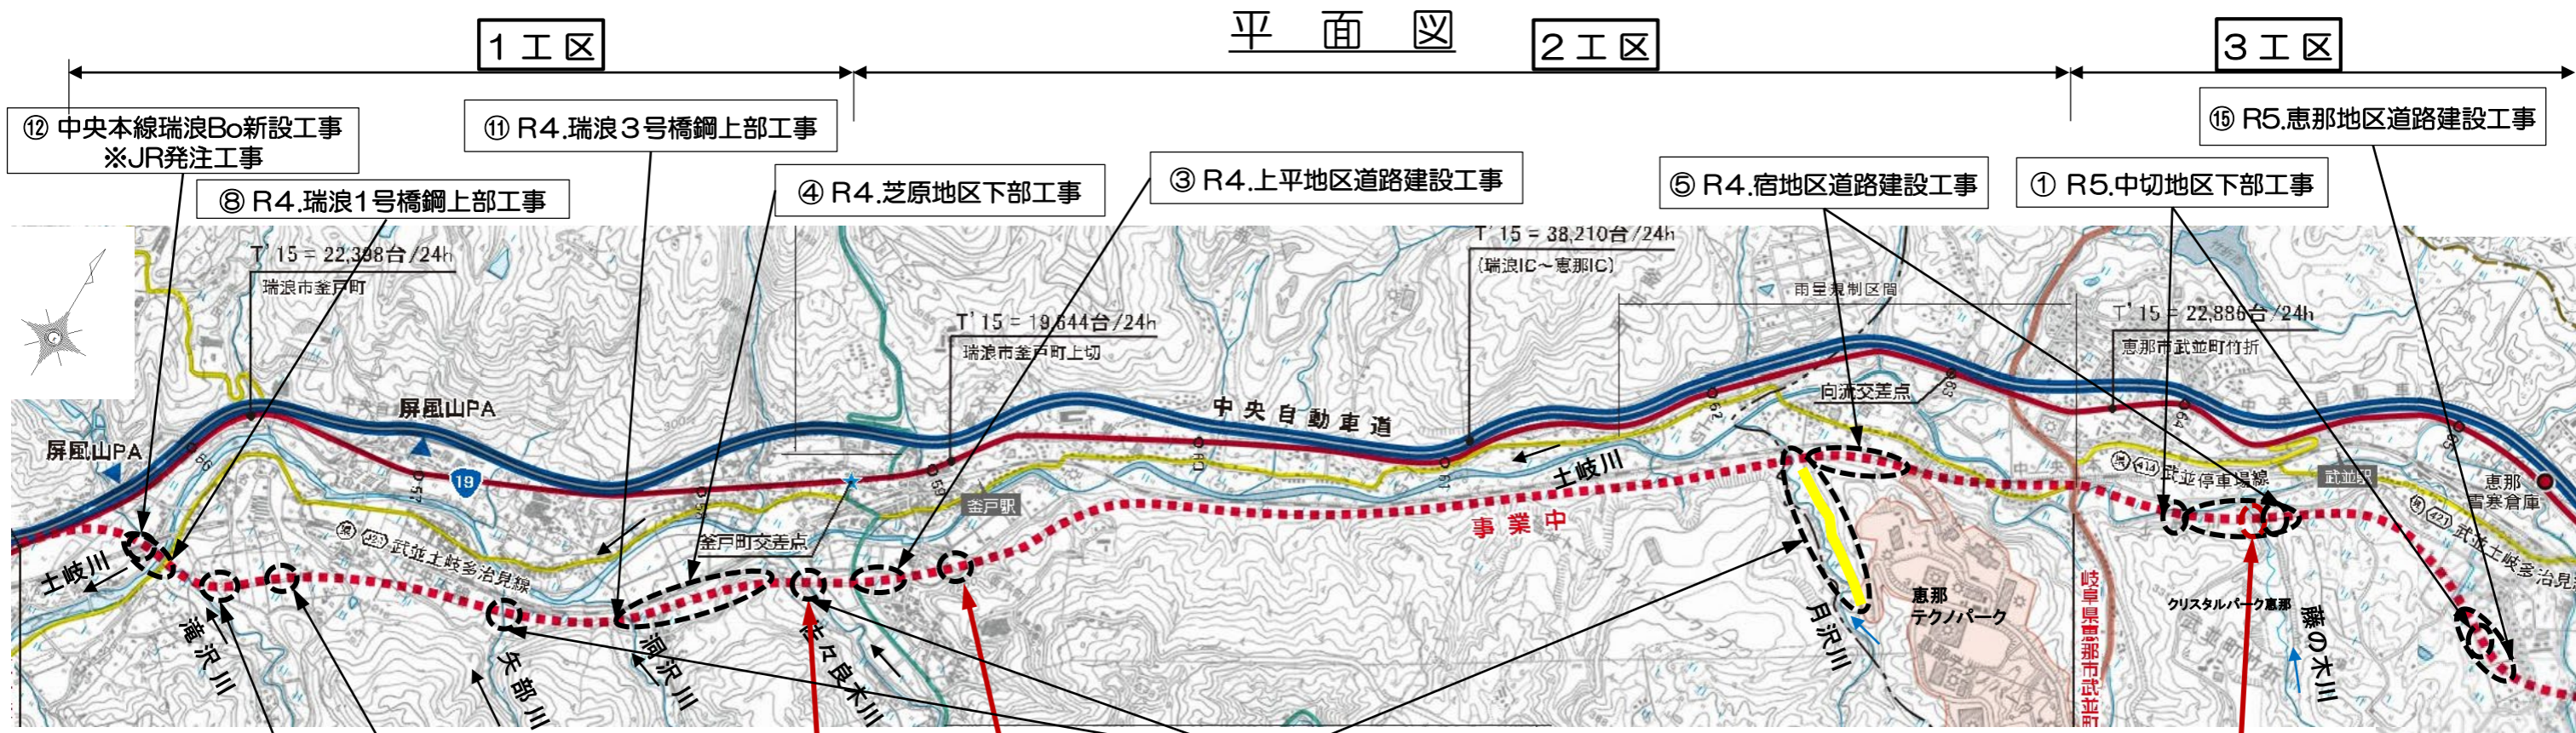 平面図
1工区
2工区
3工区
⑫ 中央本線瑞浪Bo新設工事
※JR発注工事
⑧ R4.瑞浪1号橋鋼上部工事
⑪ R4.瑞浪3号橋鋼上部工事
④ R4.芝原地区下部工事
③ R4.上平地区道路建設工事
⑤ R4.宿地区道路建設工事
① R5.中切地区下部工事
⑮ R5.恵那地区道路建設工事
T'15 = 22,398台/24h
瑞浪市釜戸町
T'15 = 19,644台/24h
瑞浪市釜戸町上切
T'15 = 38,210台/24h
(瑞浪IC～恵那IC)
雨量規制区間
T'15 = 22,886台/24h
恵那市武並町竹折
屏風山PA
屏風山PA
19
中央自動車道
向流交差点
土岐川
土岐川
釜戸駅
釜戸町交差点
武並土岐多治見線
事業中
武並停車場線
武並駅
恵那
雪寒倉庫
421
武並土岐多治見
滝沢川
矢部川
洞沢川
佐々良木川
月沢川
恵那
テクノパーク
岐阜県恵那市武並町
クリスタルパーク恵那
藤の木川